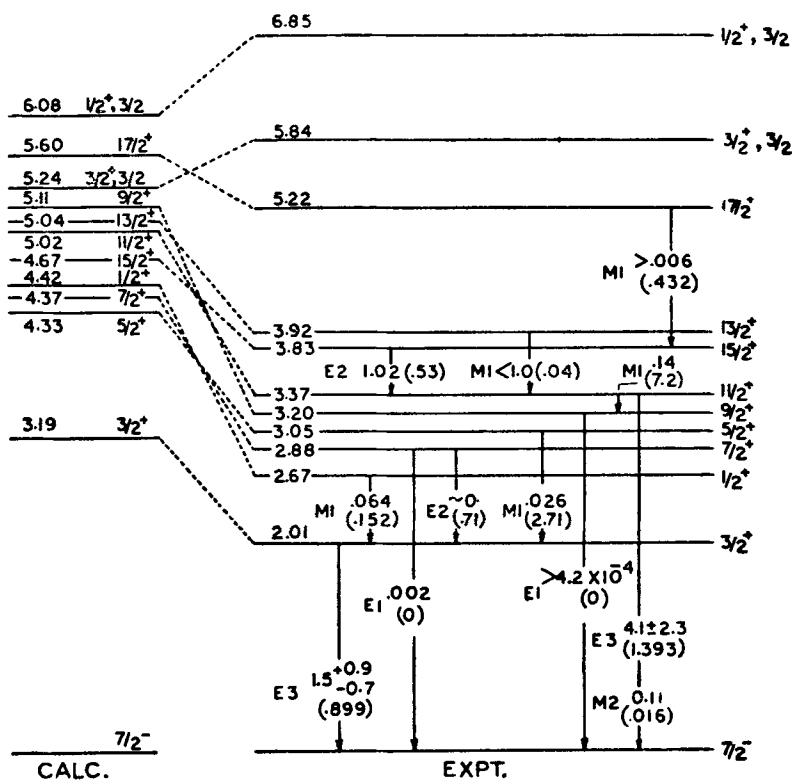 6.85 1/2⁺, 3/2
6.08 1/2⁺, 3/2
5.84 3/2⁺, 3/2
5.60 17/2⁺
5.24 3/2⁺, 3/2
5.22 17/2⁺
5.11 9/2⁺
5.04 13/2⁺
5.02 11/2⁺
4.67 15/2⁺
4.42 1/2⁺
4.37 7/2⁺
4.33 5/2⁺
M1 >.006
(.432)
3.92 13/2⁺
3.83 15/2⁺
E2 1.02 (.53) M1 <1.0 (.04) M1 .14
(7.2)
3.37 11/2⁺
3.20 9/2⁺
3.19 3/2⁺
3.05 5/2⁺
2.88 7/2⁺
2.67 1/2⁺
M1 .064
(.152)
E2 ~0.
(.71)
M1 .026
(2.71)
2.01 3/2⁺
E1 .002
(0)
E1 >4.2 X10⁻⁴
(0)
E3 4.1±2.3
(1.393)
E3 1.5 +0.9
-0.7
(.899)
M2 0.11
(.016)
7/2⁻ 7/2⁻
CALC. EXPT.